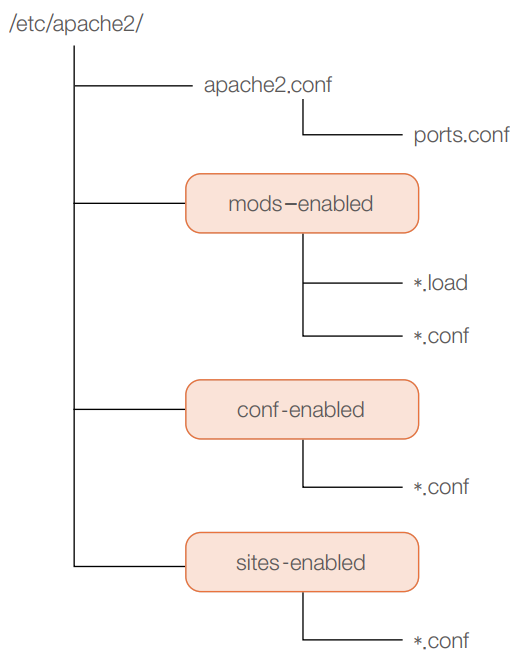 /etc/apache2/
apache2.conf
ports.conf
mods-enabled
*.load
*.conf
conf-enabled
*.conf
sites-enabled
*.conf